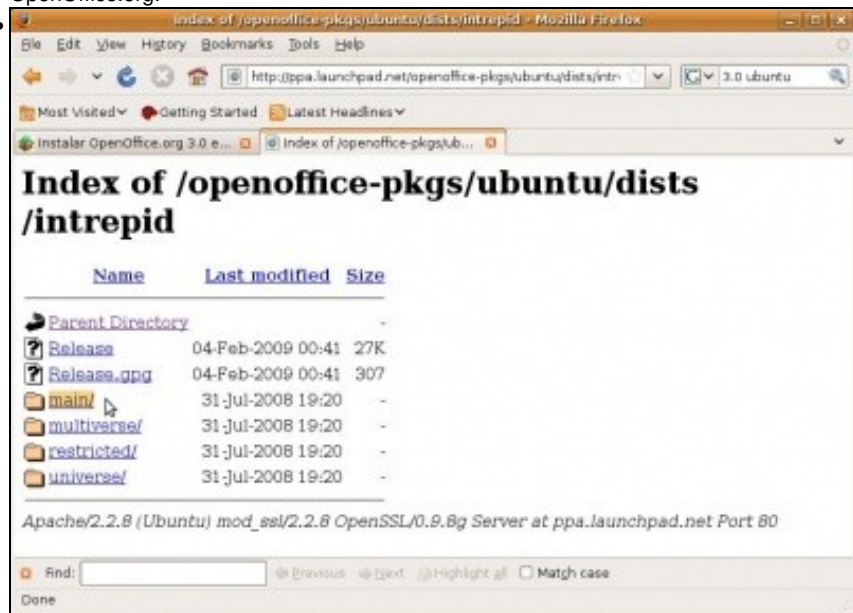 OpenOffice.org.
Index of /openoffice-pkgs/ubuntu/dists/intrepid - Mozilla Firefox
File Edit View History Bookmarks Tools Help
http://ppa.launchpad.net/openoffice-pkgs/ubuntu/dists/intr 3.0 ubuntu
Most Visited Getting Started Latest Headlines
Instalar OpenOffice.org 3.0 e... Index of /openoffice-pkgs/ub...
Index of /openoffice-pkgs/ubuntu/dists
/intrepid
Name Last modified Size
Parent Directory -
Release 04-Feb-2009 00:41 27K
Release.gpg 04-Feb-2009 00:41 307
main/ 31-Jul-2008 19:20 -
multiverse/ 31-Jul-2008 19:20 -
restricted/ 31-Jul-2008 19:20 -
universe/ 31-Jul-2008 19:20 -
Apache/2.2.8 (Ubuntu) mod_ssl/2.2.8 OpenSSL/0.9.8g Server at ppa.launchpad.net Port 80
Find: Previous Next Highlight all Match case
Done